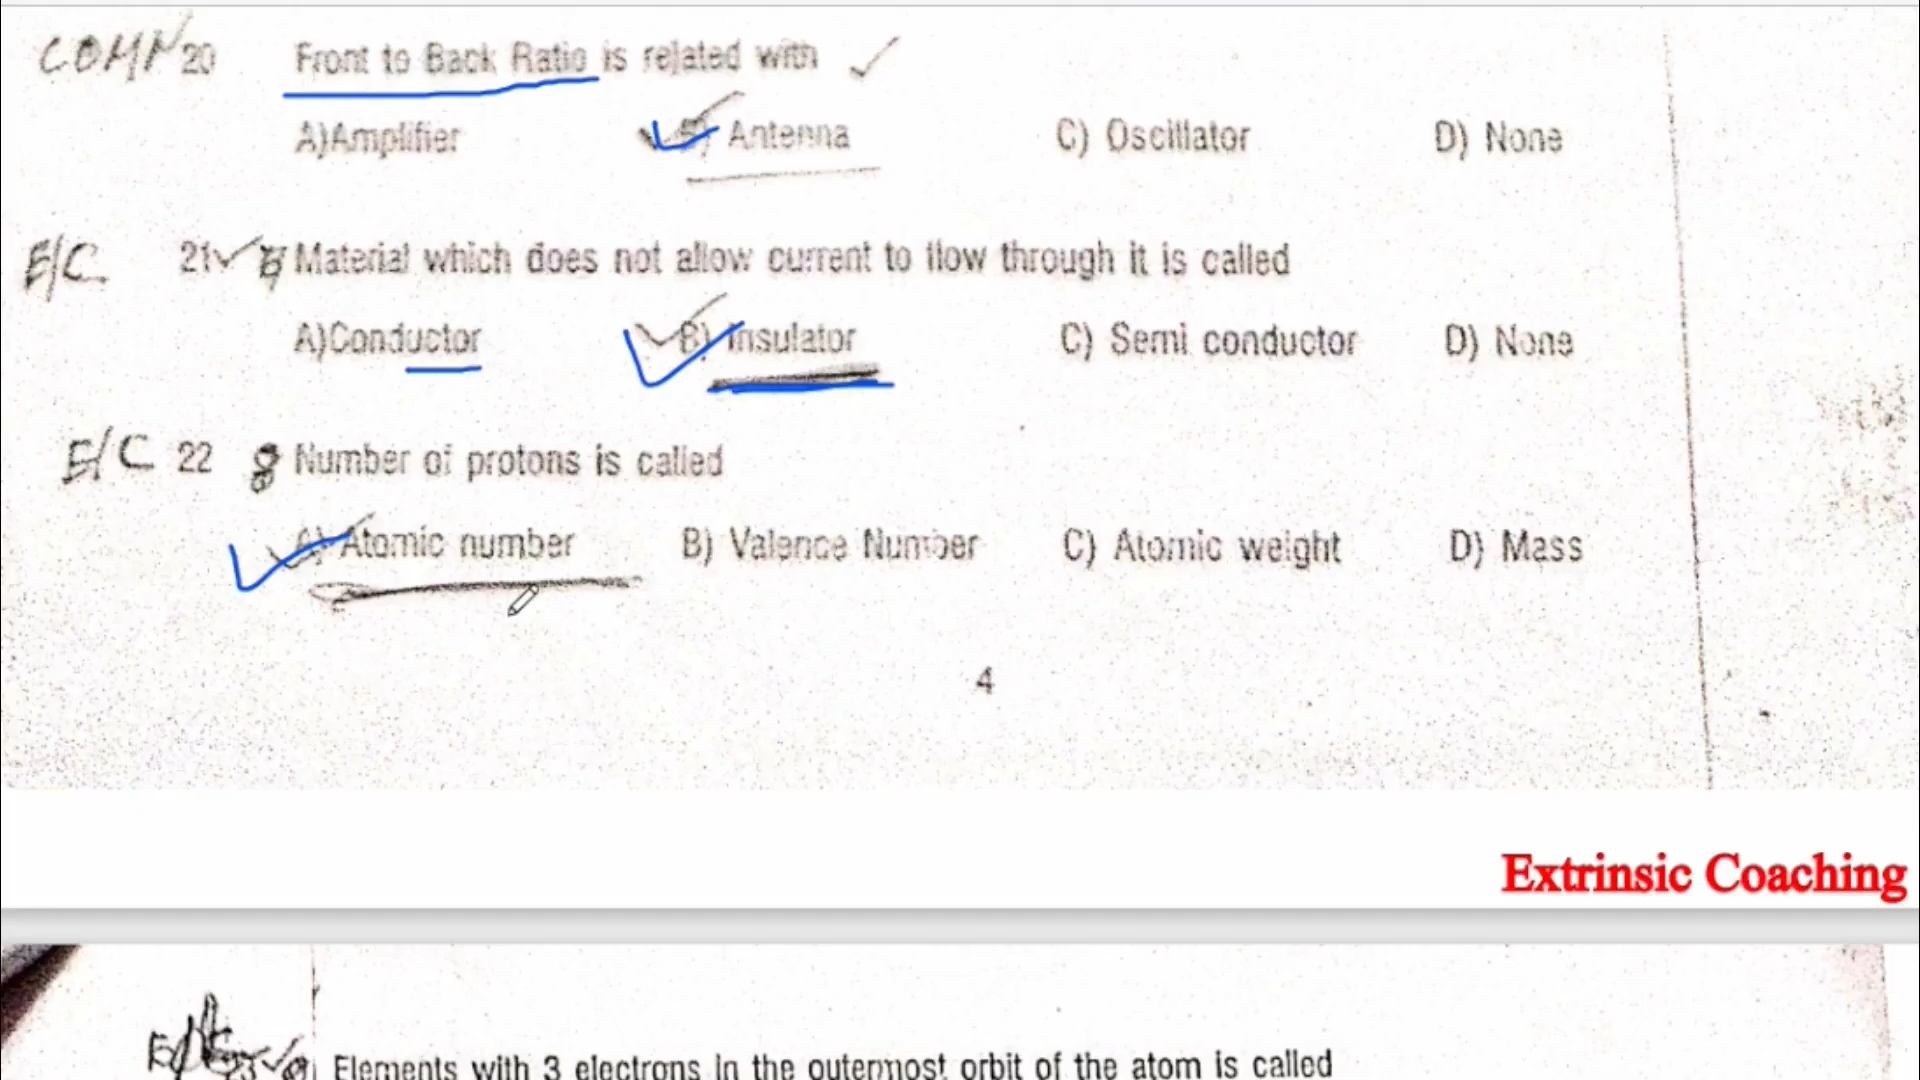 COMN 20 Front to Back Ratio is related with
A)Amplifier B) Antenna C) Oscillator D) None
E/C 21 Material which does not allow current to flow through it is called
A)Conductor B) Insulator C) Semi conductor D) None
E/C 22 8 Number of protons is called
A) Atomic number B) Valence Number C) Atomic weight D) Mass
4
Extrinsic Coaching
Elements with 3 electrons in the outermost orbit of the atom is called